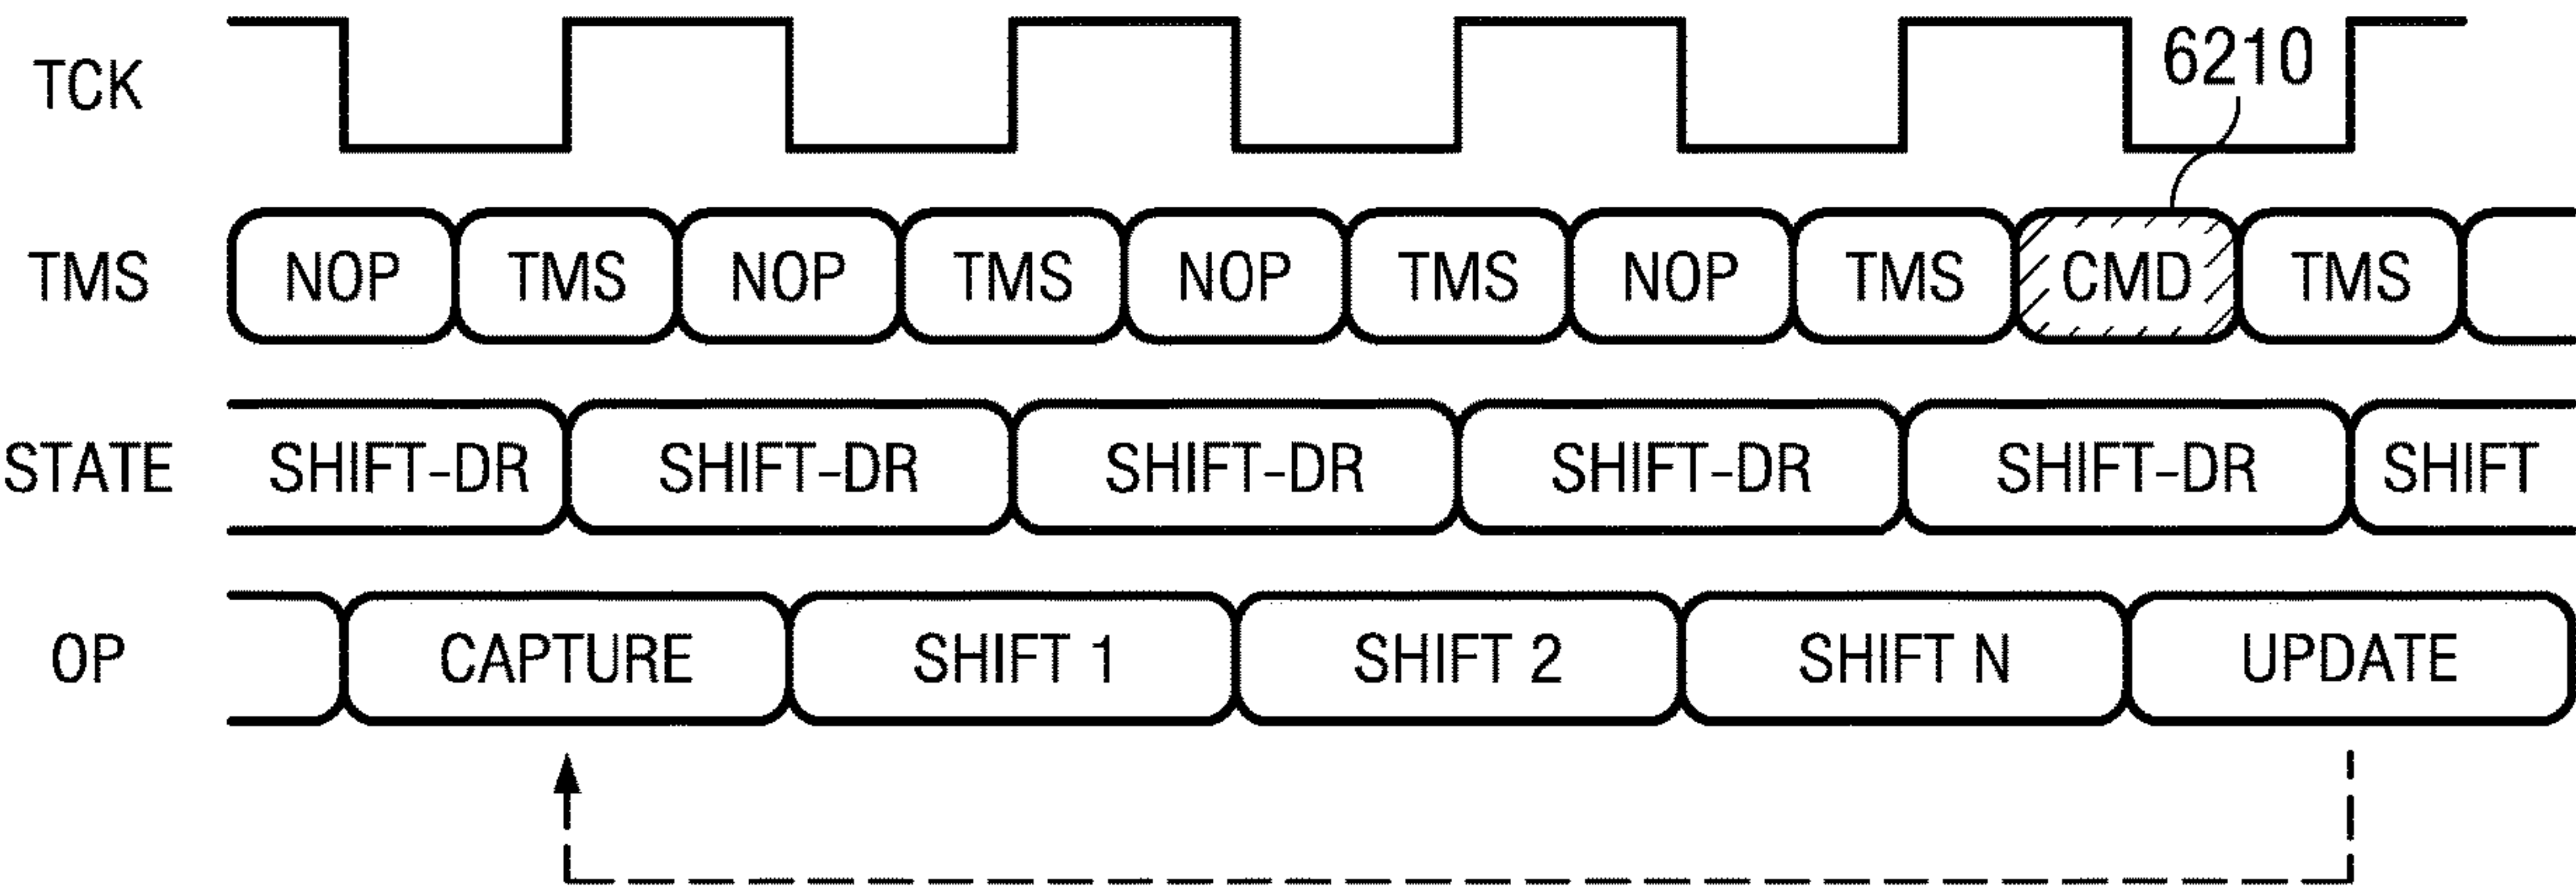 TCK 6210
TMS NOP TMS NOP TMS NOP TMS NOP TMS CMD TMS
STATE SHIFT-DR SHIFT-DR SHIFT-DR SHIFT-DR SHIFT-DR SHIFT
OP CAPTURE SHIFT 1 SHIFT 2 SHIFT N UPDATE